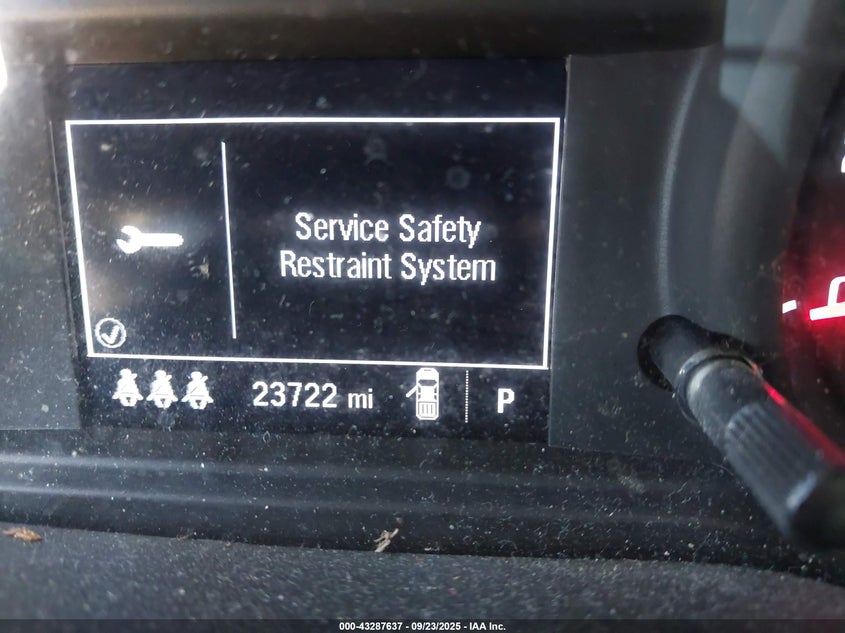 Service Safety
Restraint System
23722 mi
P
000-43287637 - 09/23/2025 - IAA Inc.